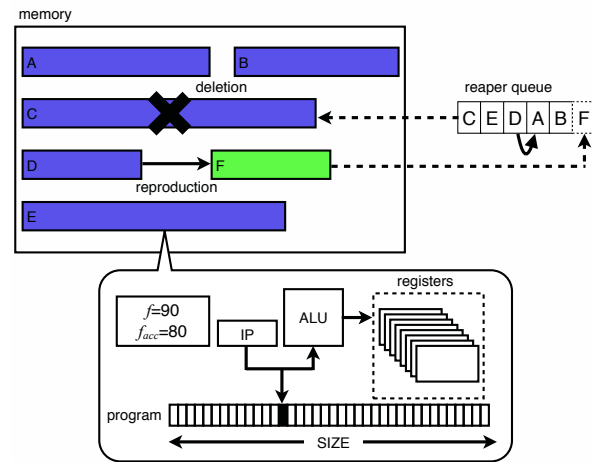 memory
A
B
deletion
C
reaper queue
C E D A B F
D
F
reproduction
E
registers
f=90
f_acc=80
IP
ALU
program
SIZE